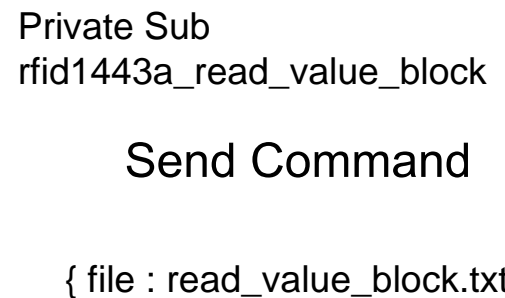 Private Sub
rfid1443a_read_value_block
Send Command
{ file : read_value_block.txt